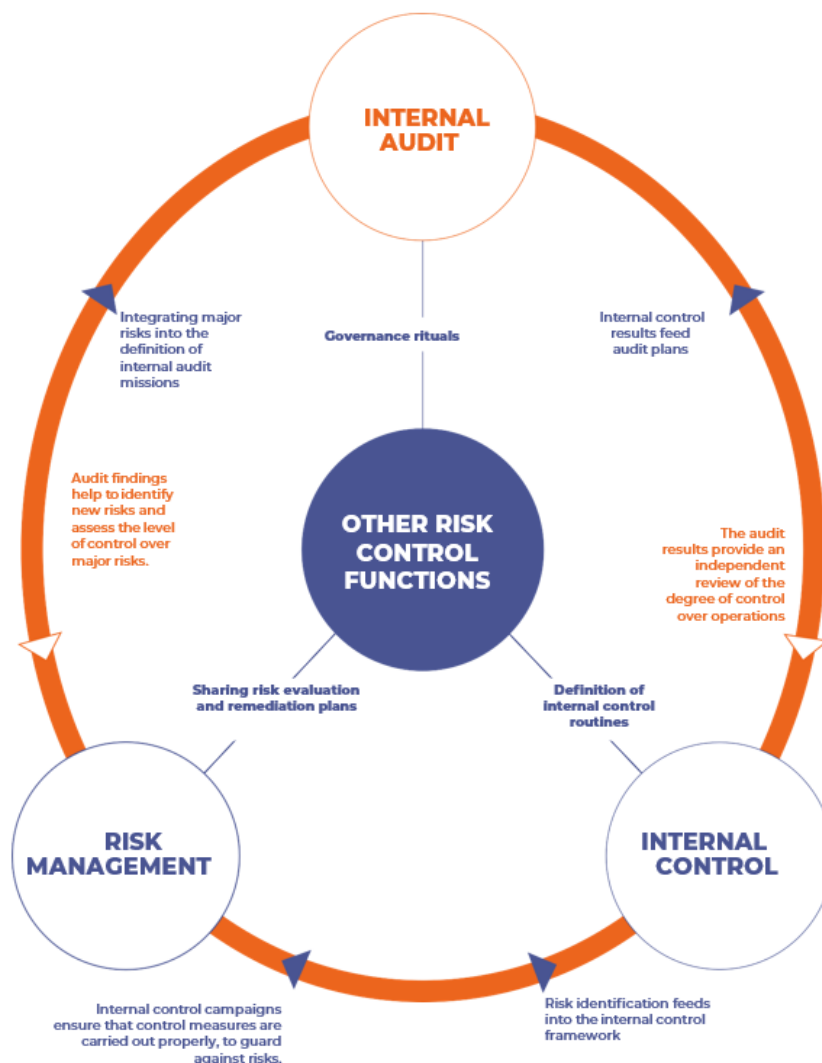 INTERNAL
AUDIT
Integrating major
risks into the
definition of
internal audit
missions
Governance rituals
Internal control
results feed
audit plans
Audit findings
help to identify
new risks and
assess the level
of control over
major risks.
OTHER RISK
CONTROL
FUNCTIONS
The audit
results provide an
independent
review of the
degree of control
over operations
Sharing risk evaluation
and remediation plans
Definition of
internal control
routines
RISK
MANAGEMENT
INTERNAL
CONTROL
Internal control campaigns
ensure that control measures are
carried out properly, to guard
against risks.
Risk identification feeds
into the internal control
framework